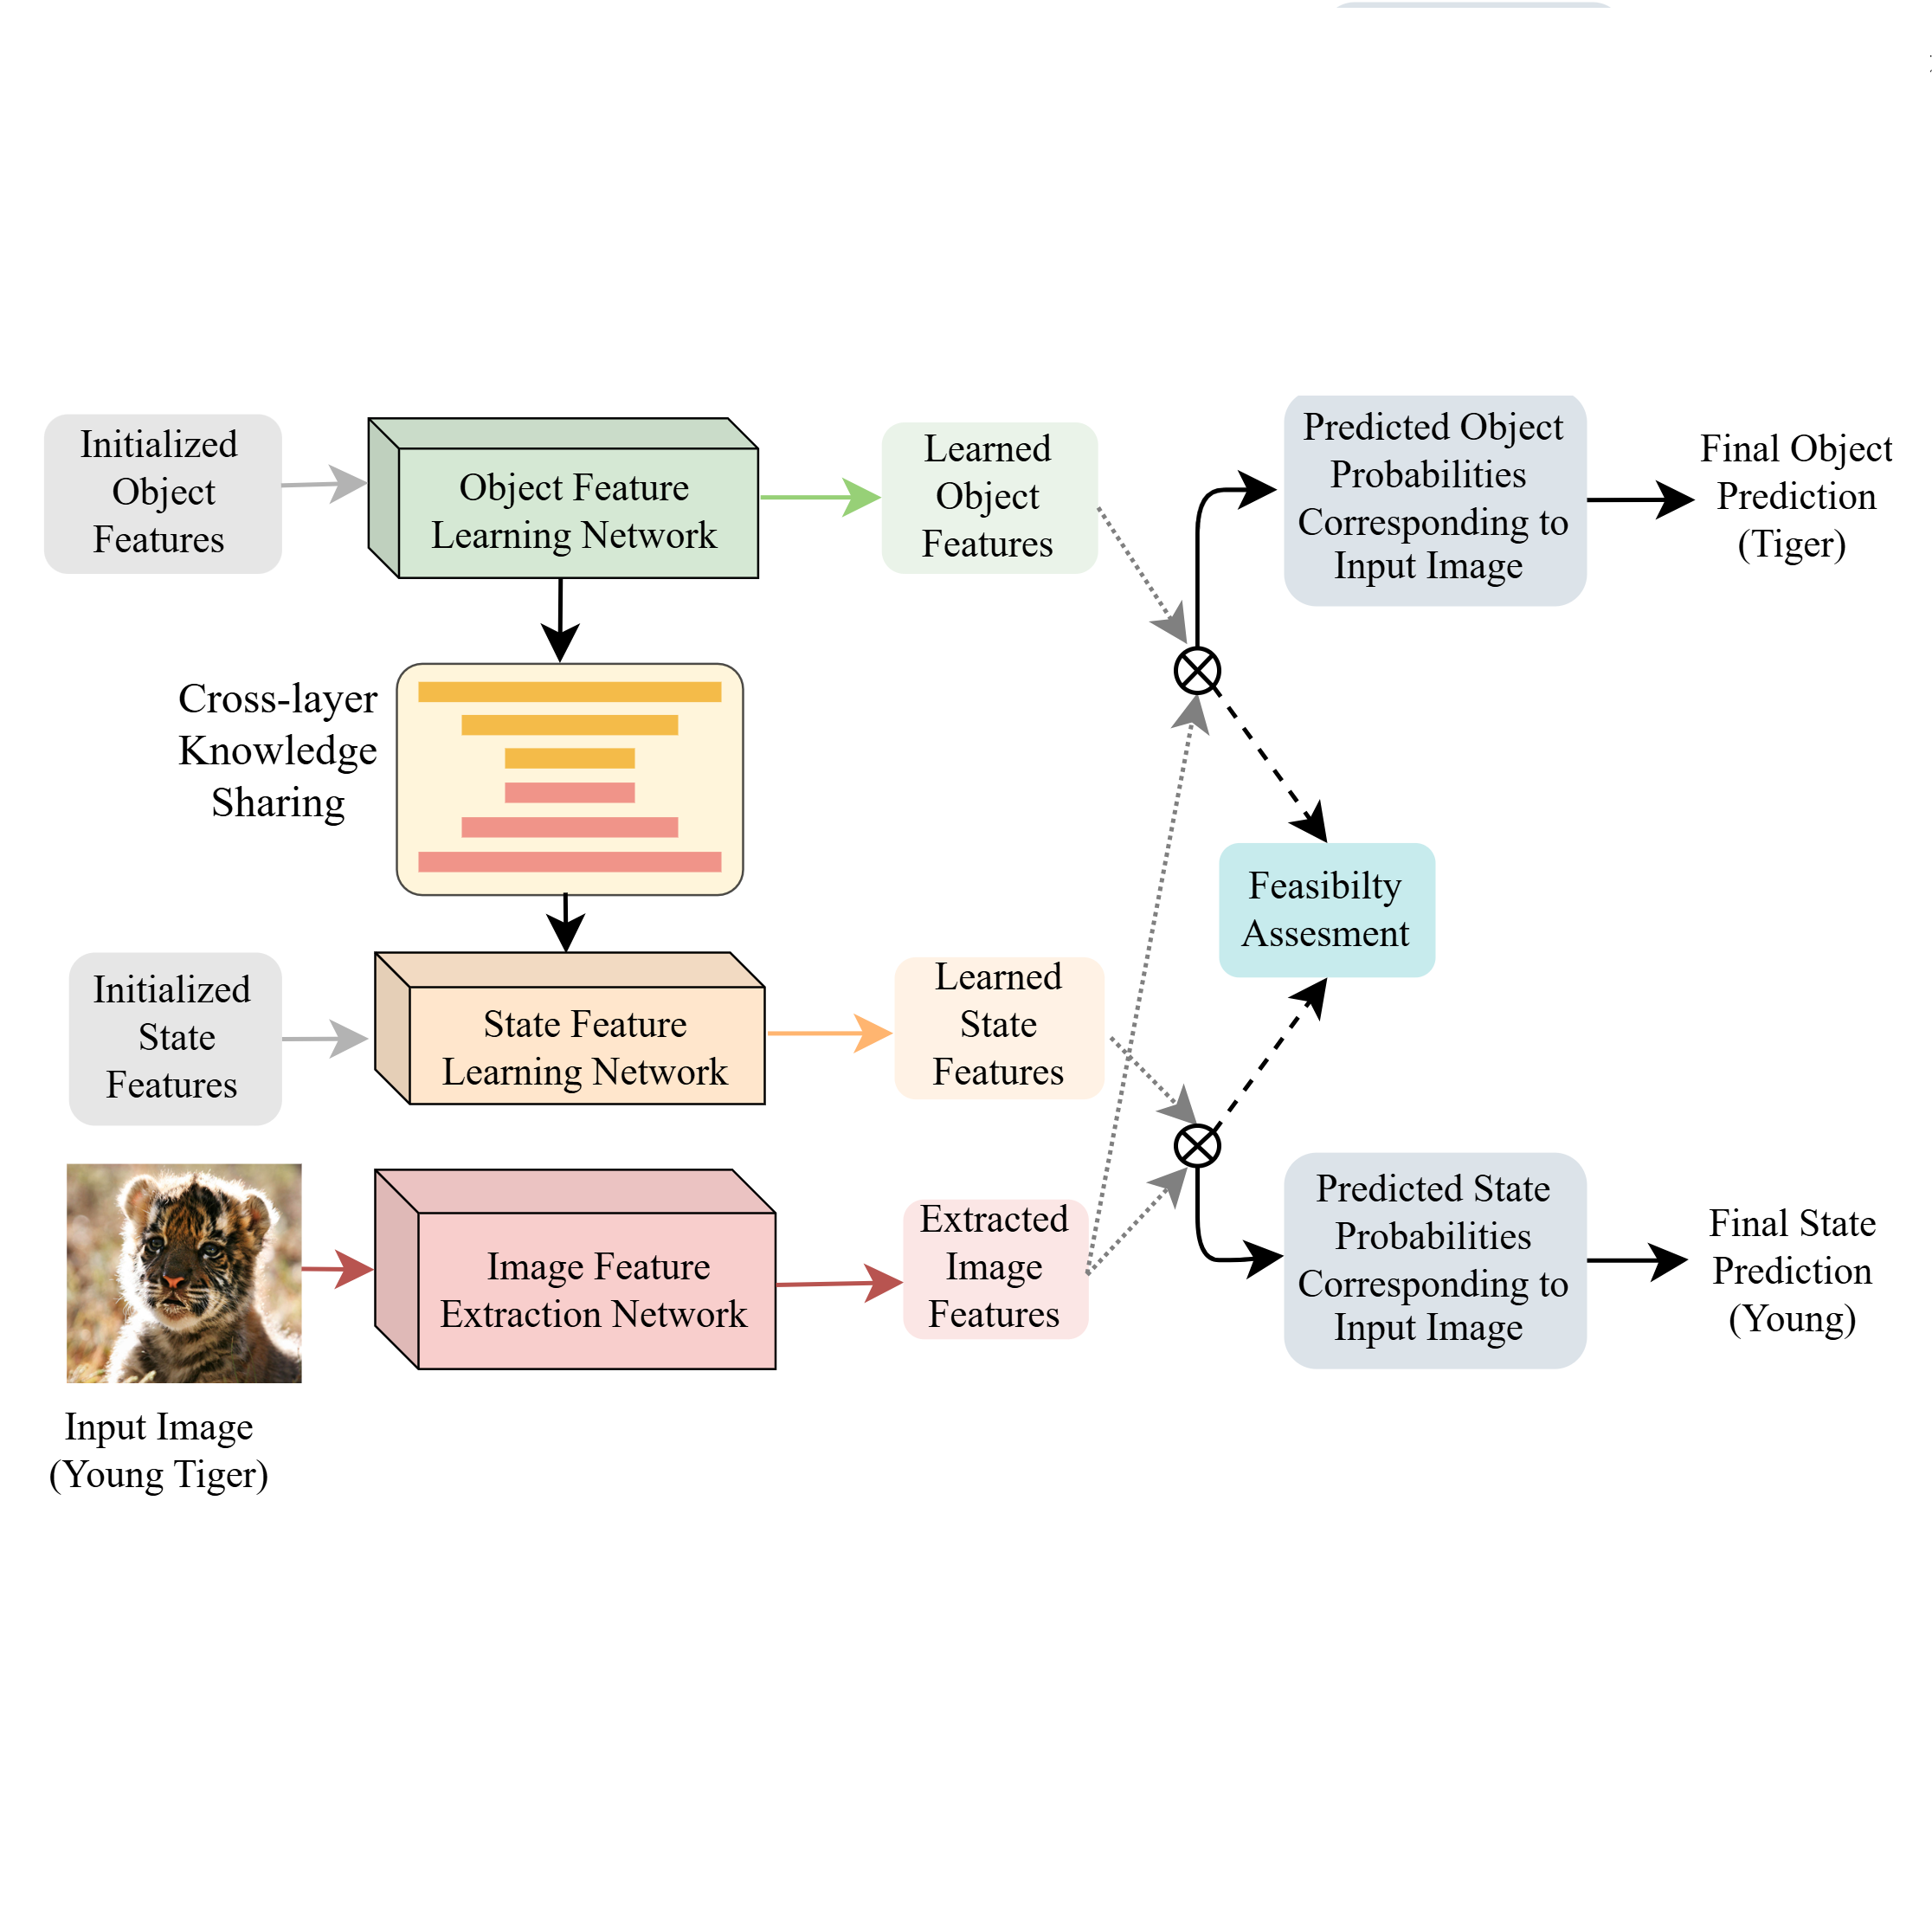 Initialized
Object
Features
Object Feature
Learning Network
Learned
Object
Features
Predicted Object
Probabilities
Corresponding to
Input Image
Final Object
Prediction
(Tiger)
Cross-layer
Knowledge
Sharing
Feasibilty
Assesment
Initialized
State
Features
State Feature
Learning Network
Learned
State
Features
Image Feature
Extraction Network
Extracted
Image
Features
Predicted State
Probabilities
Corresponding to
Input Image
Final State
Prediction
(Young)
Input Image
(Young Tiger)